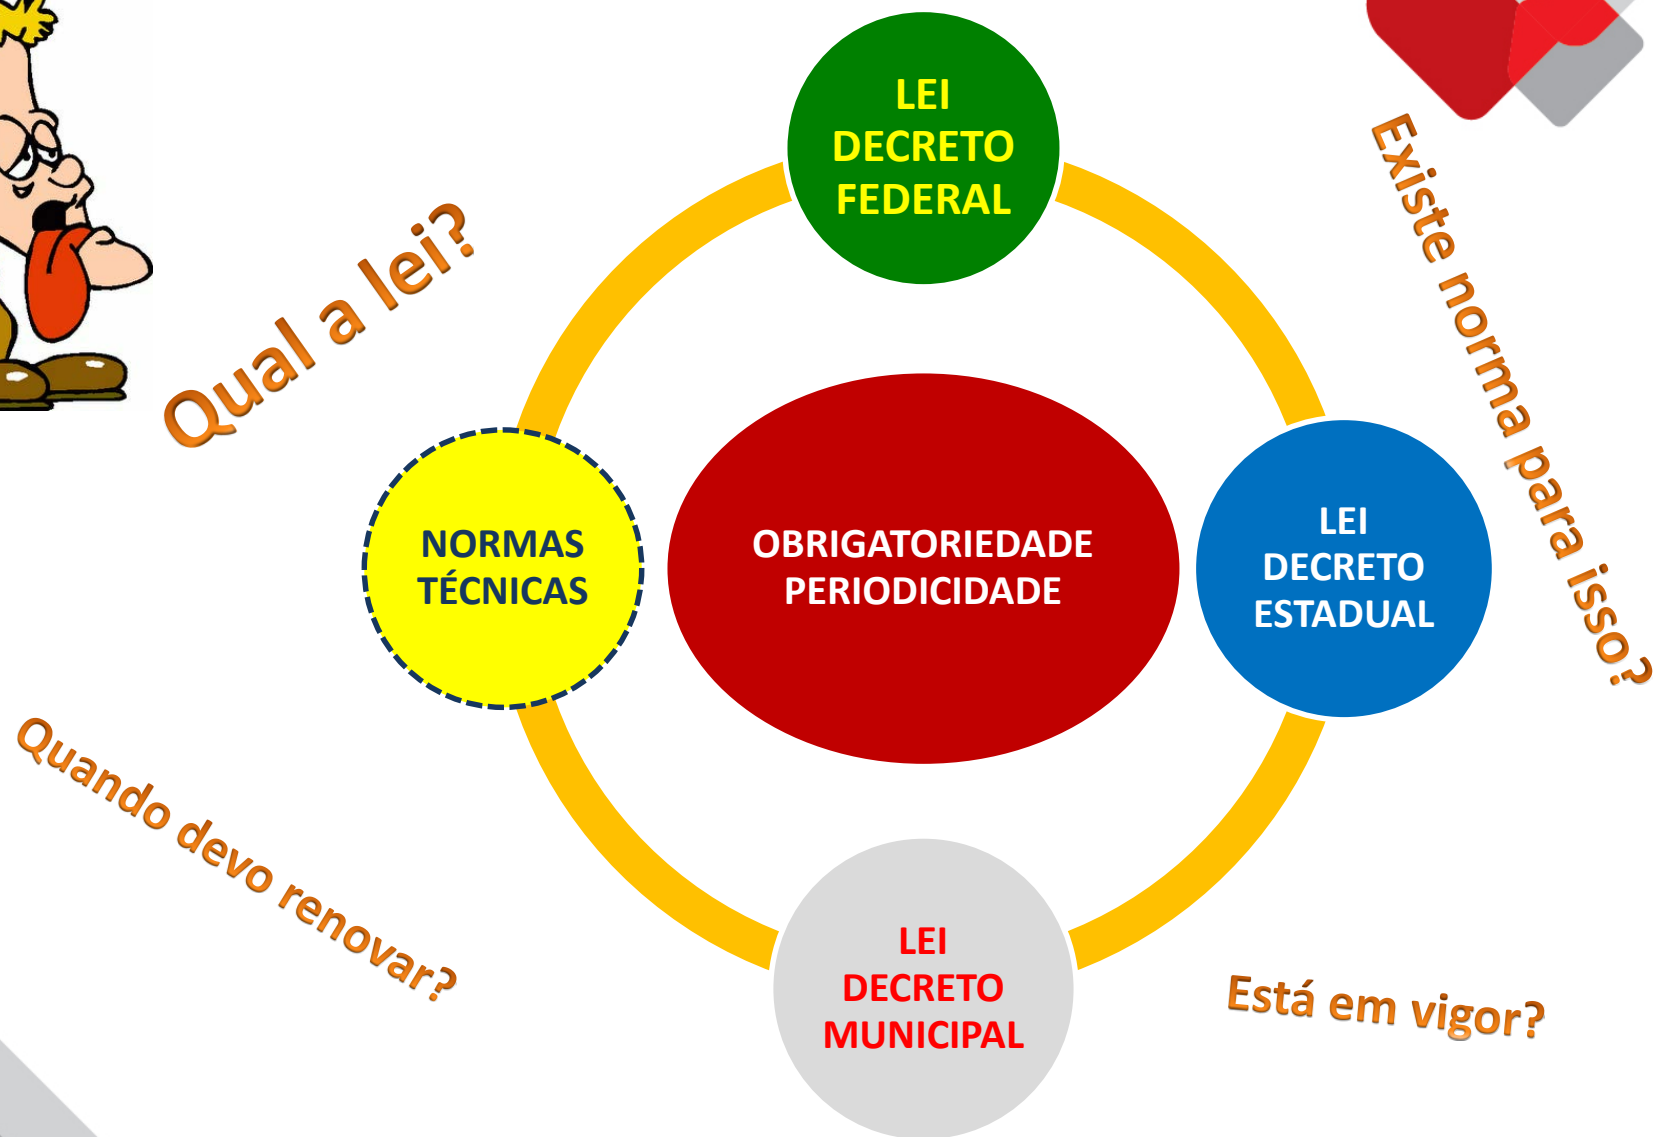 LEI
DECRETO
FEDERAL
Qual a lei?
Existe norma para isso?
NORMAS
TÉCNICAS
OBRIGATORIEDADE
PERIODICIDADE
LEI
DECRETO
ESTADUAL
Quando devo renovar?
LEI
DECRETO
MUNICIPAL
Está em vigor?